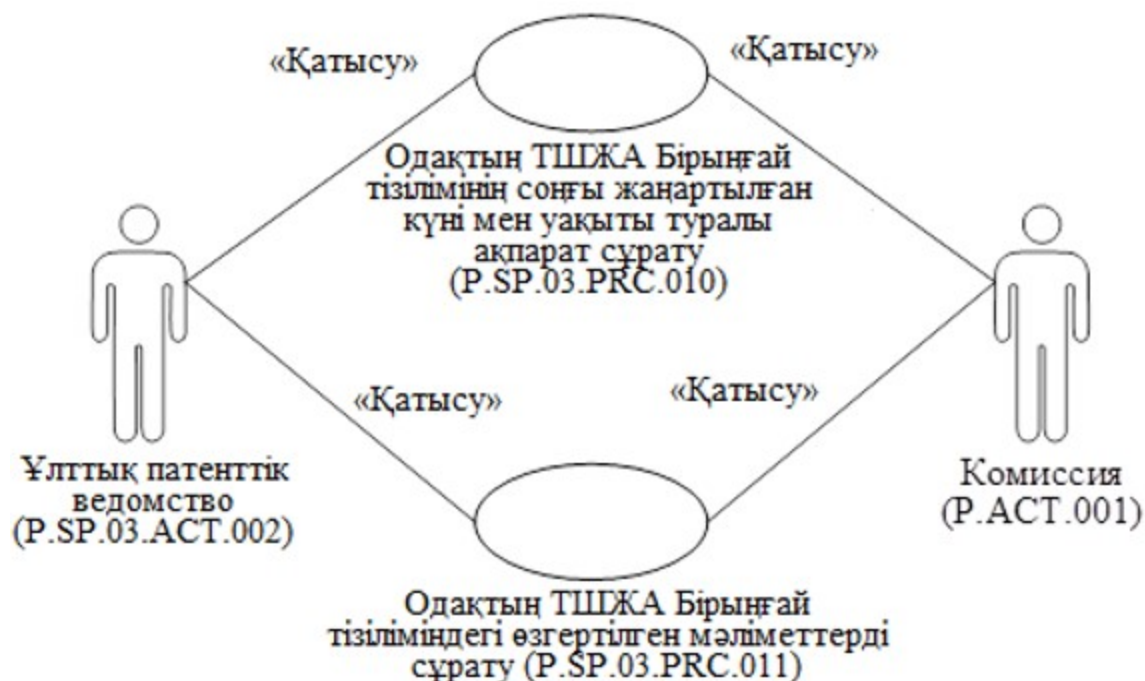 «Қатысу»
«Қатысу»
Одақтың ТШЖА Бірыңғай
тізілімінің соңғы жаңартылған
күні мен уақыты туралы
ақпарат сұрату
(P.SP.03.PRC.010)
«Қатысу»
«Қатысу»
Ұлттық патенттік
ведомство
(P.SP.03.ACT.002)
Комиссия
(P.ACT.001)
Одақтың ТШЖА Бірыңғай
тізіліміндегі өзгертілген мәліметтерді
сұрату (P.SP.03.PRC.011)